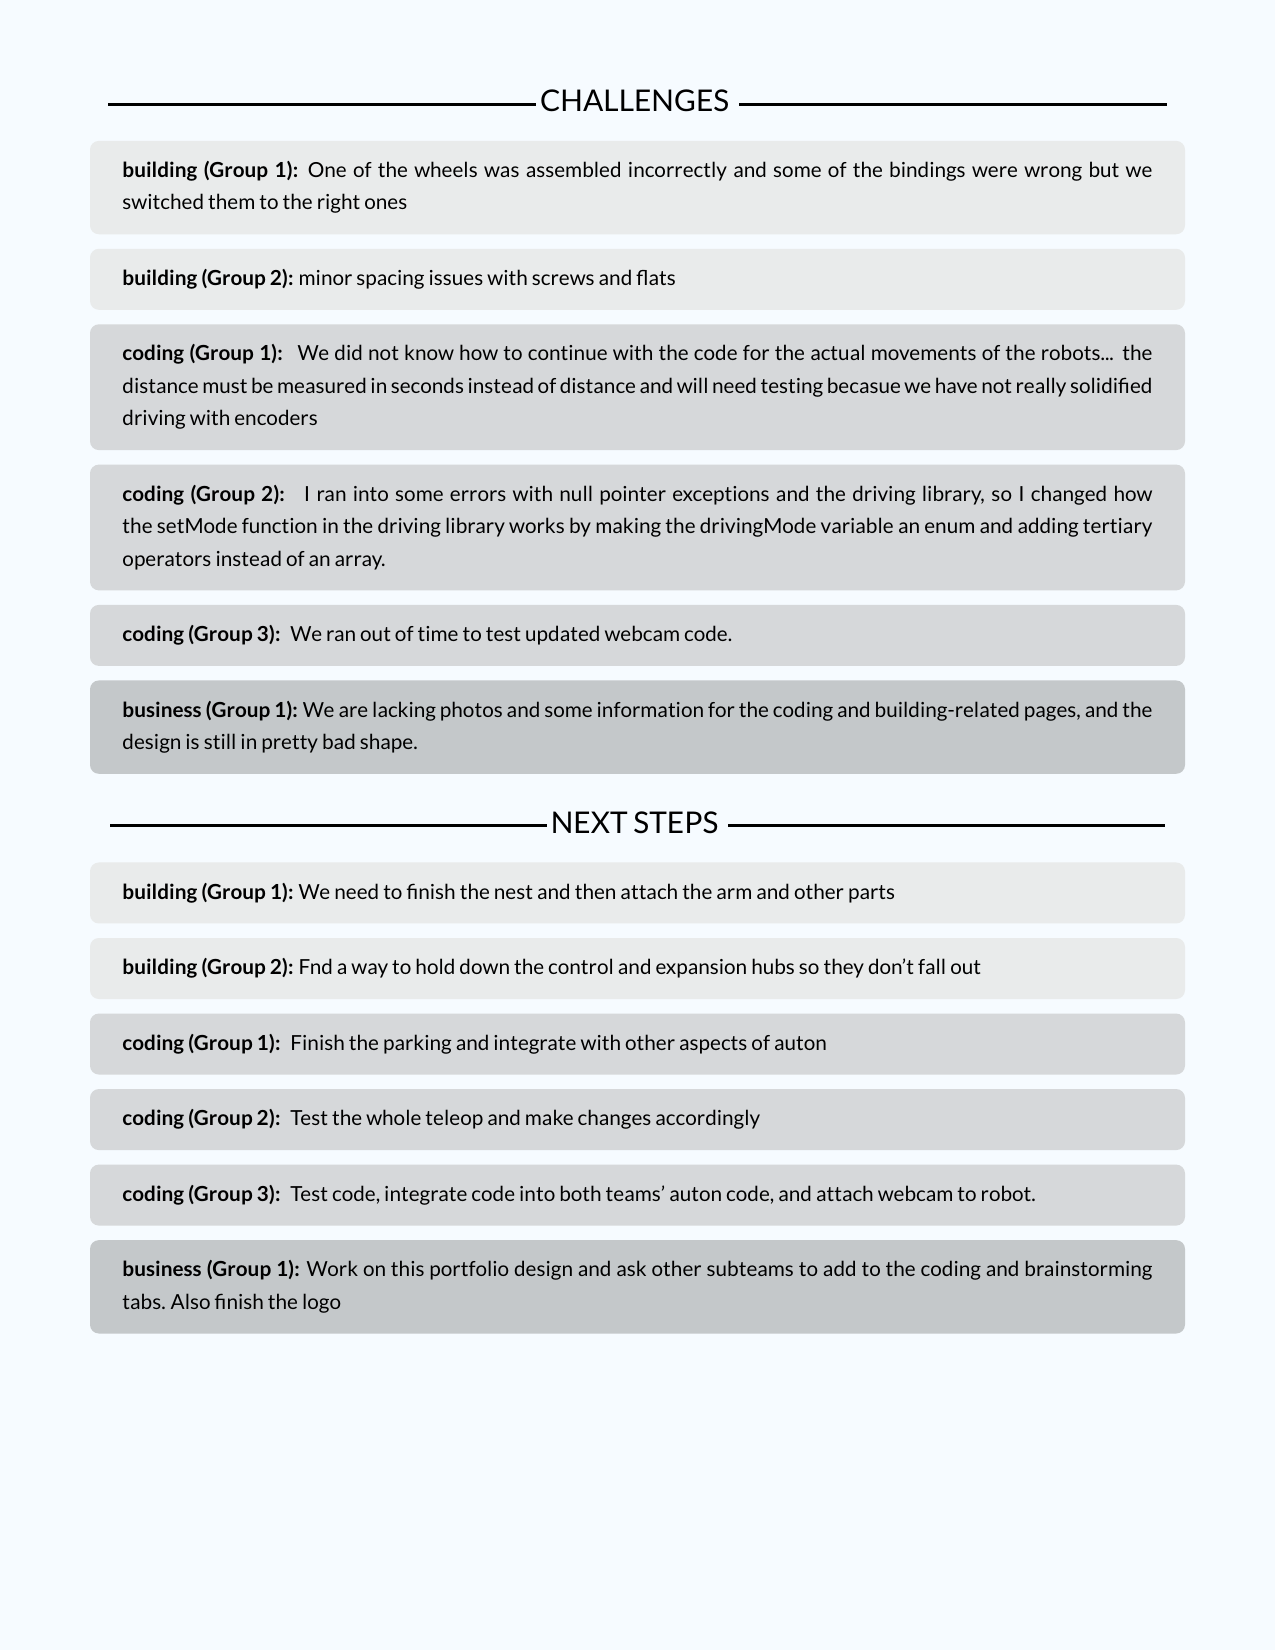 CHALLENGES
building (Group 1): One of the wheels was assembled incorrectly and some of the bindings were wrong but we
switched them to the right ones
building (Group 2): minor spacing issues with screws and flats
coding (Group 1): We did not know how to continue with the code for the actual movements of the robots... the
distance must be measured in seconds instead of distance and will need testing becasue we have not really solidified
driving with encoders
coding (Group 2): I ran into some errors with null pointer exceptions and the driving library, so I changed how
the setMode function in the driving library works by making the drivingMode variable an enum and adding tertiary
operators instead of an array.
coding (Group 3): We ran out of time to test updated webcam code.
business (Group 1): We are lacking photos and some information for the coding and building-related pages, and the
design is still in pretty bad shape.
NEXT STEPS
building (Group 1): We need to finish the nest and then attach the arm and other parts
building (Group 2): Fnd a way to hold down the control and expansion hubs so they don’t fall out
coding (Group 1): Finish the parking and integrate with other aspects of auton
coding (Group 2): Test the whole teleop and make changes accordingly
coding (Group 3): Test code, integrate code into both teams’ auton code, and attach webcam to robot.
business (Group 1): Work on this portfolio design and ask other subteams to add to the coding and brainstorming
tabs. Also finish the logo